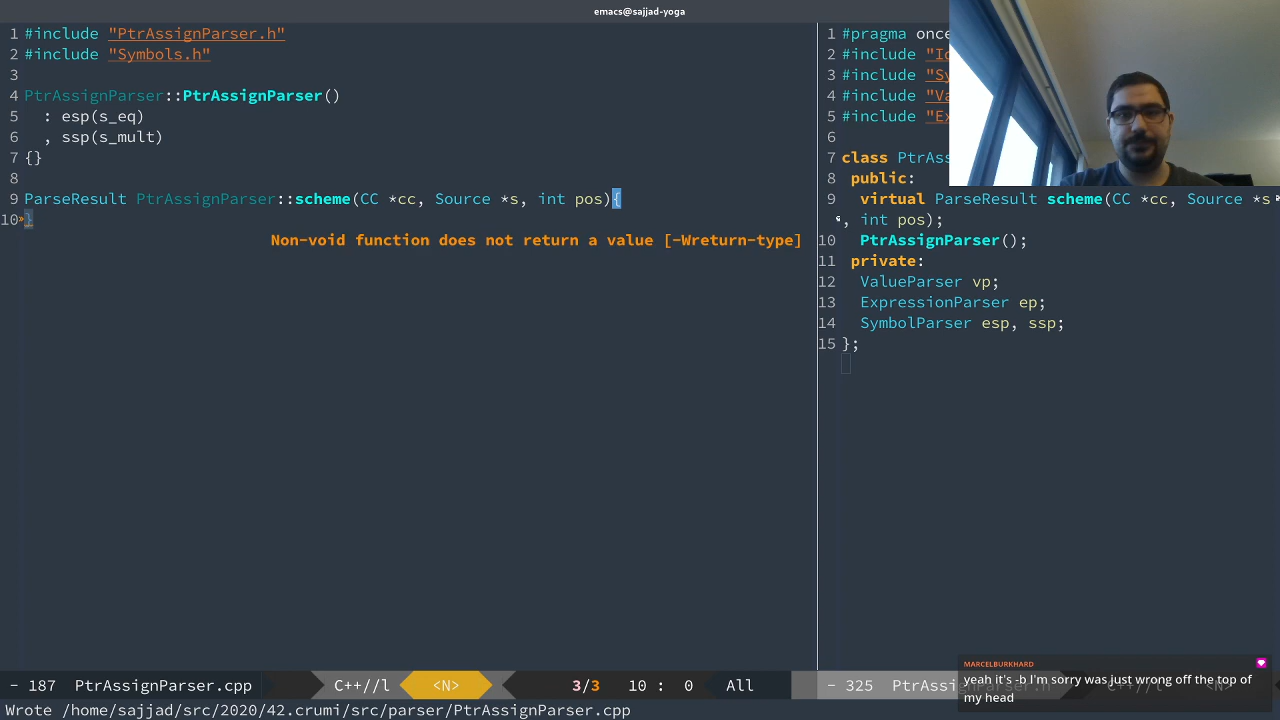 emacs@sajjad-yoga
1 #include "PtrAssignParser.h"
2 #include "Symbols.h"
3
4 PtrAssignParser::PtrAssignParser()
5 : esp(s_eq)
6 , ssp(s_mult)
7 {}
8
9 ParseResult PtrAssignParser::scheme(CC *cc, Source *s, int pos){
10 }
Non-void function does not return a value [-Wreturn-type]
- 187 PtrAssignParser.cpp C++//l <N> 3/3 10 : 0 All
1 #pragma once
2 #include
3 #include
4 #include
5 #include
6
7 class
8 public:
9 virtual ParseResult scheme(CC *cc, Source *s
, int pos);
10 PtrAssignParser();
11 private:
12 ValueParser vp;
13 ExpressionParser ep;
14 SymbolParser esp, ssp;
15 };
- 325
MARCELBURKHARD
yeah it's -b I'm sorry was just wrong off the top of
my head
Wrote /home/sajjad/src/2020/42.crumi/src/parser/PtrAssignParser.cpp